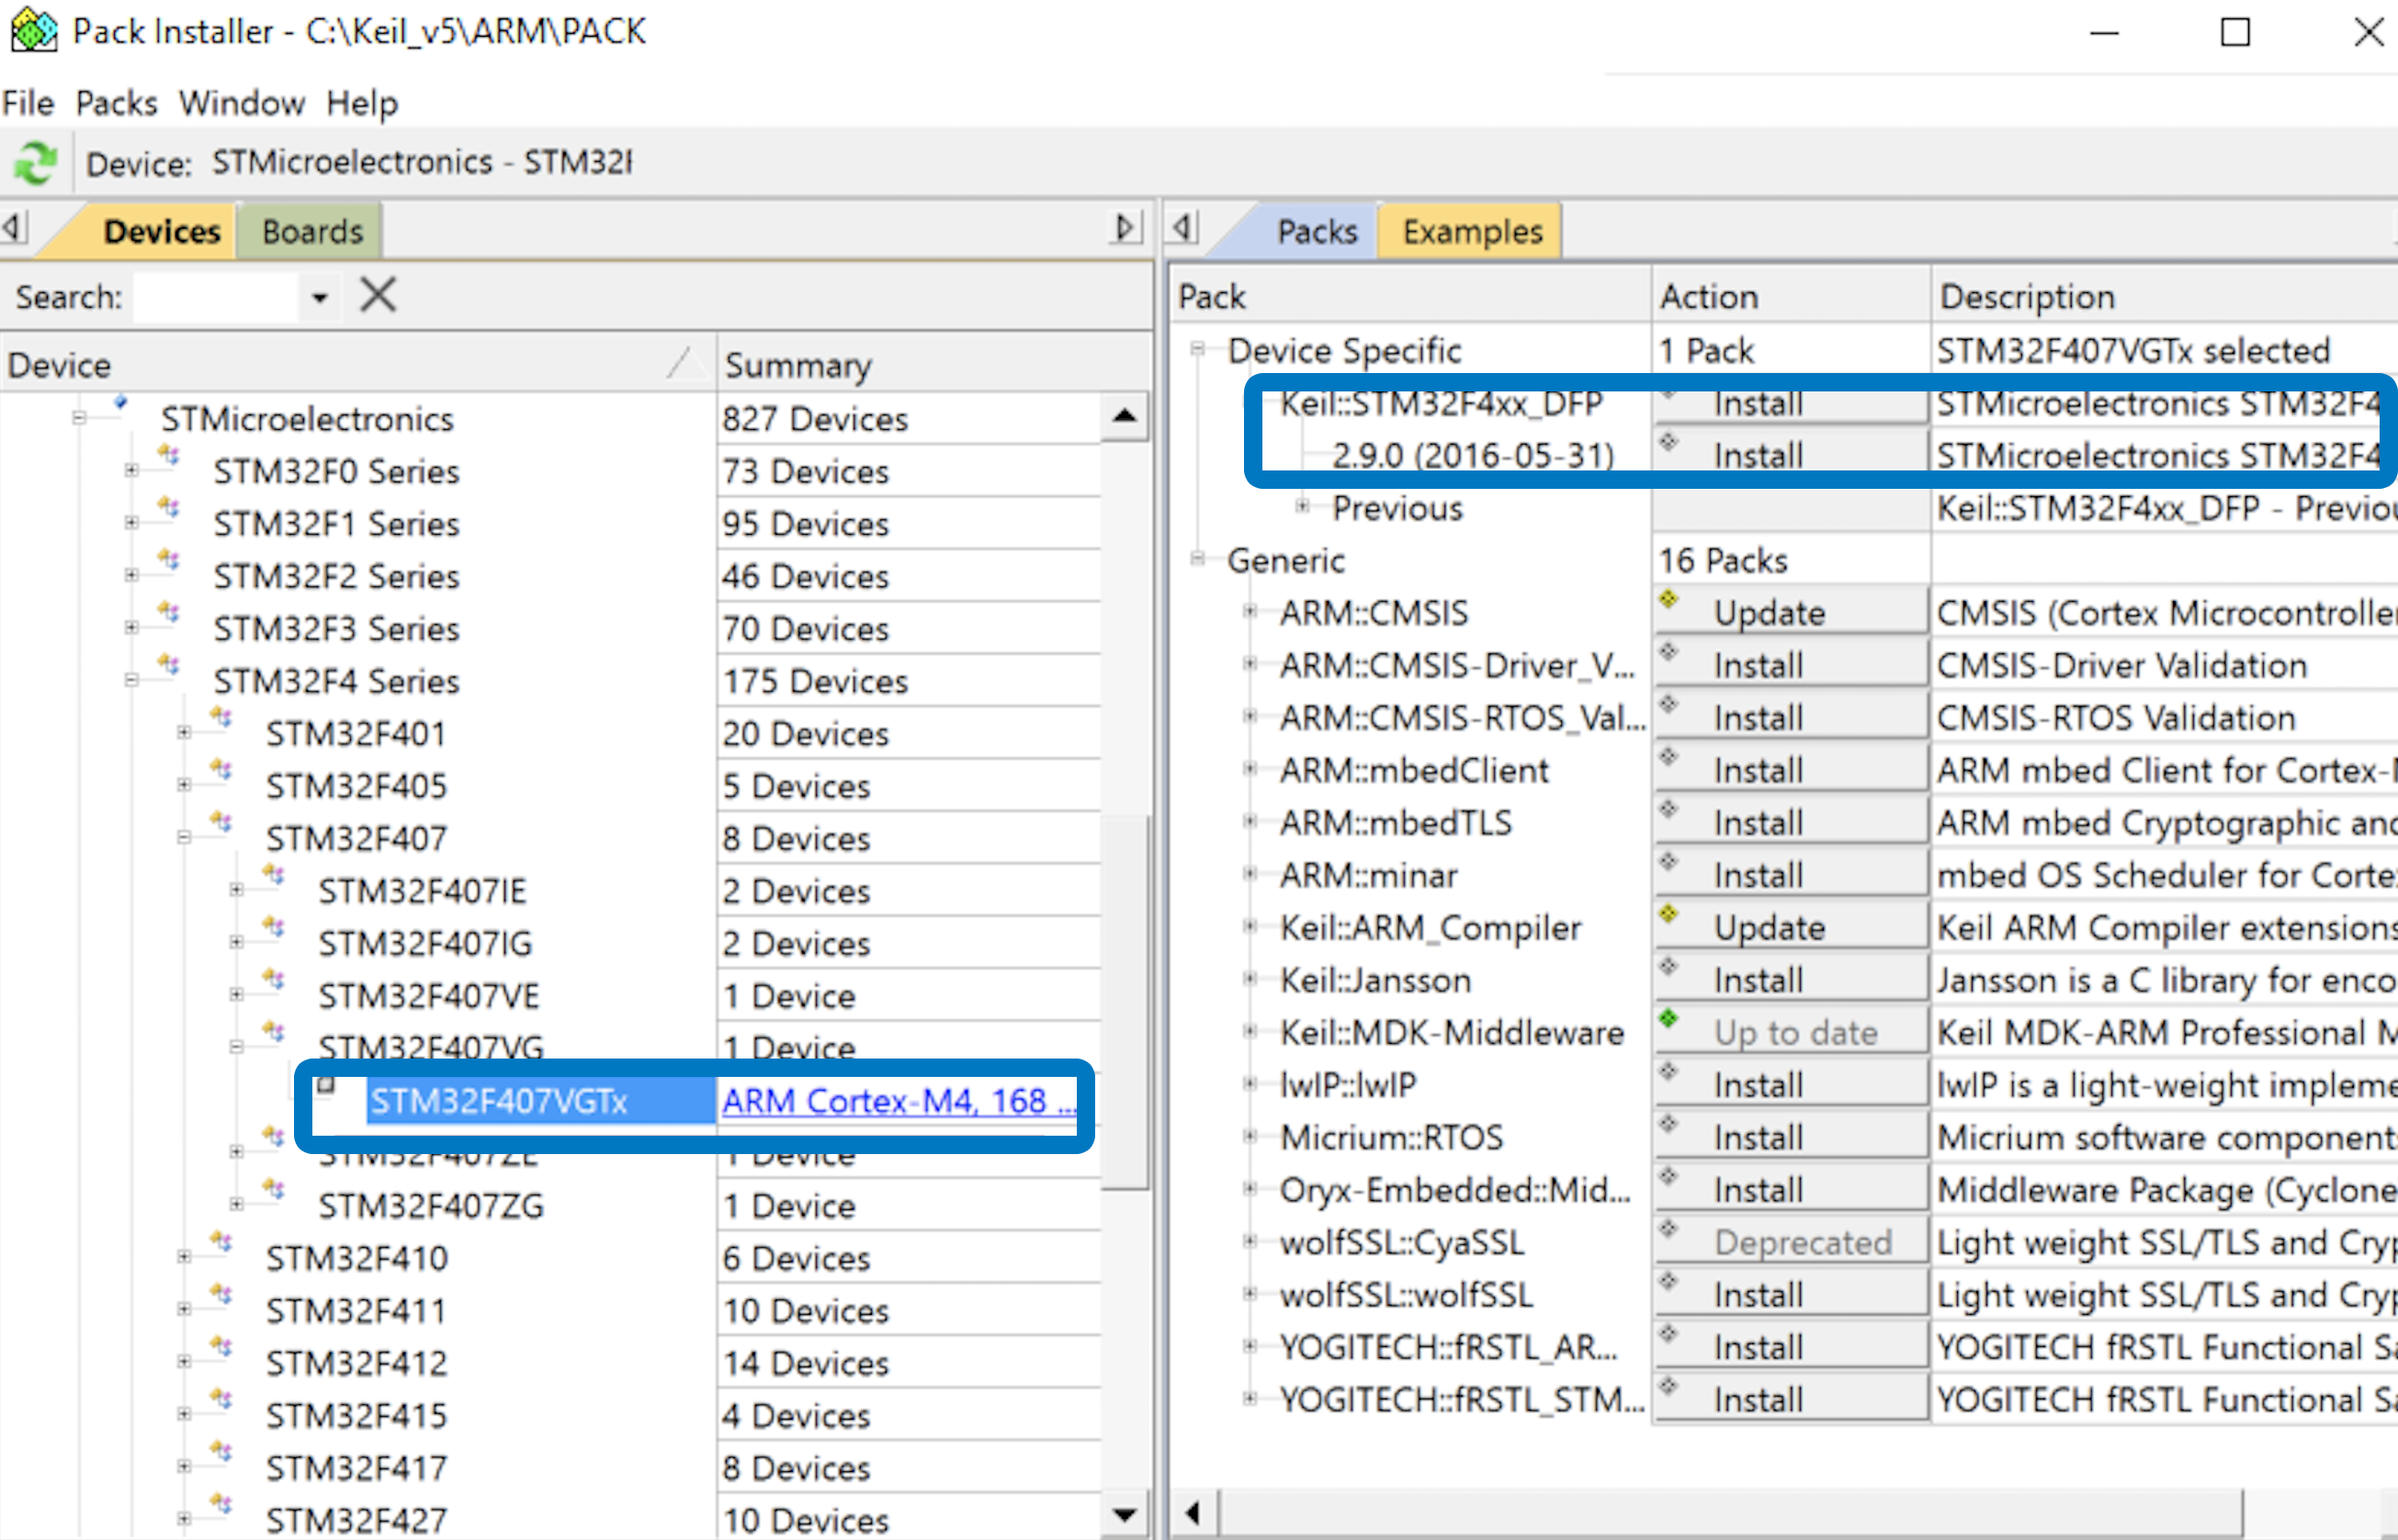 Pack Installer - C:\Keil_v5\ARM\PACK
File Packs Window Help
Device: STMicroelectronics - STM32F
Devices Boards
Search:
Device Summary
STMicroelectronics 827 Devices
STM32F0 Series 73 Devices
STM32F1 Series 95 Devices
STM32F2 Series 46 Devices
STM32F3 Series 70 Devices
STM32F4 Series 175 Devices
STM32F401 20 Devices
STM32F405 5 Devices
STM32F407 8 Devices
STM32F407IE 2 Devices
STM32F407IG 2 Devices
STM32F407VE 1 Device
STM32F407VG 1 Device
STM32F407VGTx ARM Cortex-M4, 168 ...
STM32F407ZE 1 Device
STM32F407ZG 1 Device
STM32F410 6 Devices
STM32F411 10 Devices
STM32F412 14 Devices
STM32F415 4 Devices
STM32F417 8 Devices
STM32F427 10 Devices
Packs Examples
Pack Action Description
Device Specific 1 Pack STM32F407VGTx selected
Keil::STM32F4xx_DFP Install STMicroelectronics STM32F4
2.9.0 (2016-05-31) Install STMicroelectronics STM32F4
Previous Keil::STM32F4xx_DFP - Previou
Generic 16 Packs
ARM::CMSIS Update CMSIS (Cortex Microcontroller
ARM::CMSIS-Driver_V... Install CMSIS-Driver Validation
ARM::CMSIS-RTOS_Val... Install CMSIS-RTOS Validation
ARM::mbedClient Install ARM mbed Client for Cortex-M
ARM::mbedTLS Install ARM mbed Cryptographic and
ARM::minar Install mbed OS Scheduler for Cortex
Keil::ARM_Compiler Update Keil ARM Compiler extensions
Keil::Jansson Install Jansson is a C library for enco
Keil::MDK-Middleware Up to date Keil MDK-ARM Professional M
lwIP::lwIP Install lwIP is a light-weight impleme
Micrium::RTOS Install Micrium software component
Oryx-Embedded::Mid... Install Middleware Package (Cyclone
wolfSSL::CyaSSL Deprecated Light weight SSL/TLS and Cryp
wolfSSL::wolfSSL Install Light weight SSL/TLS and Cryp
YOGITECH::fRSTL_AR... Install YOGITECH fRSTL Functional Sa
YOGITECH::fRSTL_STM... Install YOGITECH fRSTL Functional Sa